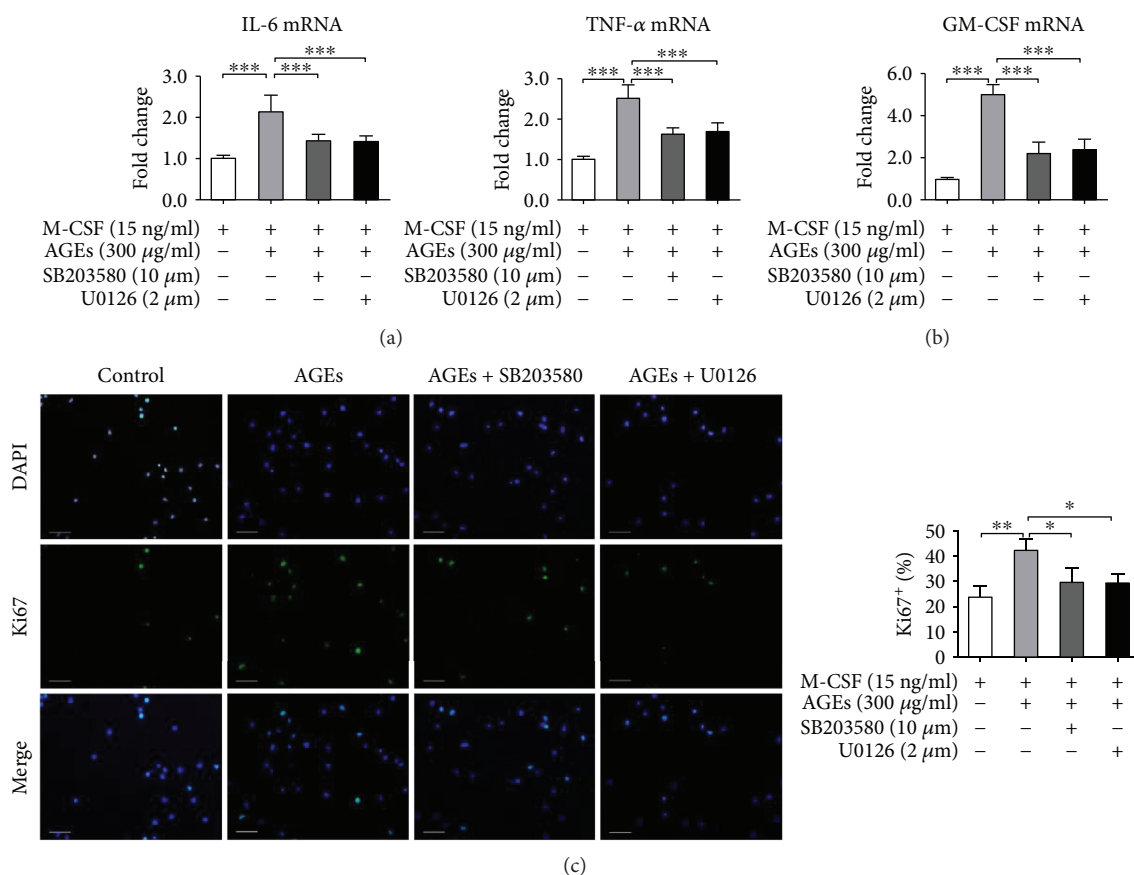 IL-6 mRNA
***
***
***
3.0
2.0
1.0
0.0
Fold change
M-CSF (15 ng/ml) + + + +
AGEs (300 μg/ml) − + + +
SB203580 (10 μm) − − + −
U0126 (2 μm) − − − +
TNF-α mRNA
***
***
***
3.0
2.0
1.0
0.0
Fold change
M-CSF (15 ng/ml) + + + +
AGEs (300 μg/ml) − + + +
SB203580 (10 μm) − − + −
U0126 (2 μm) − − − +
(a)
GM-CSF mRNA
***
***
***
6.0
4.0
2.0
0.0
Fold change
M-CSF (15 ng/ml) + + + +
AGEs (300 μg/ml) − + + +
SB203580 (10 μm) − − + −
U0126 (2 μm) − − − +
(b)
Control AGEs AGEs + SB203580 AGEs + U0126
DAPI
Ki67
Merge
*
**
*
50
40
30
20
10
0
Ki67⁺ (%)
M-CSF (15 ng/ml) + + + +
AGEs (300 μg/ml) − + + +
SB203580 (10 μm) − − + −
U0126 (2 μm) − − − +
(c)